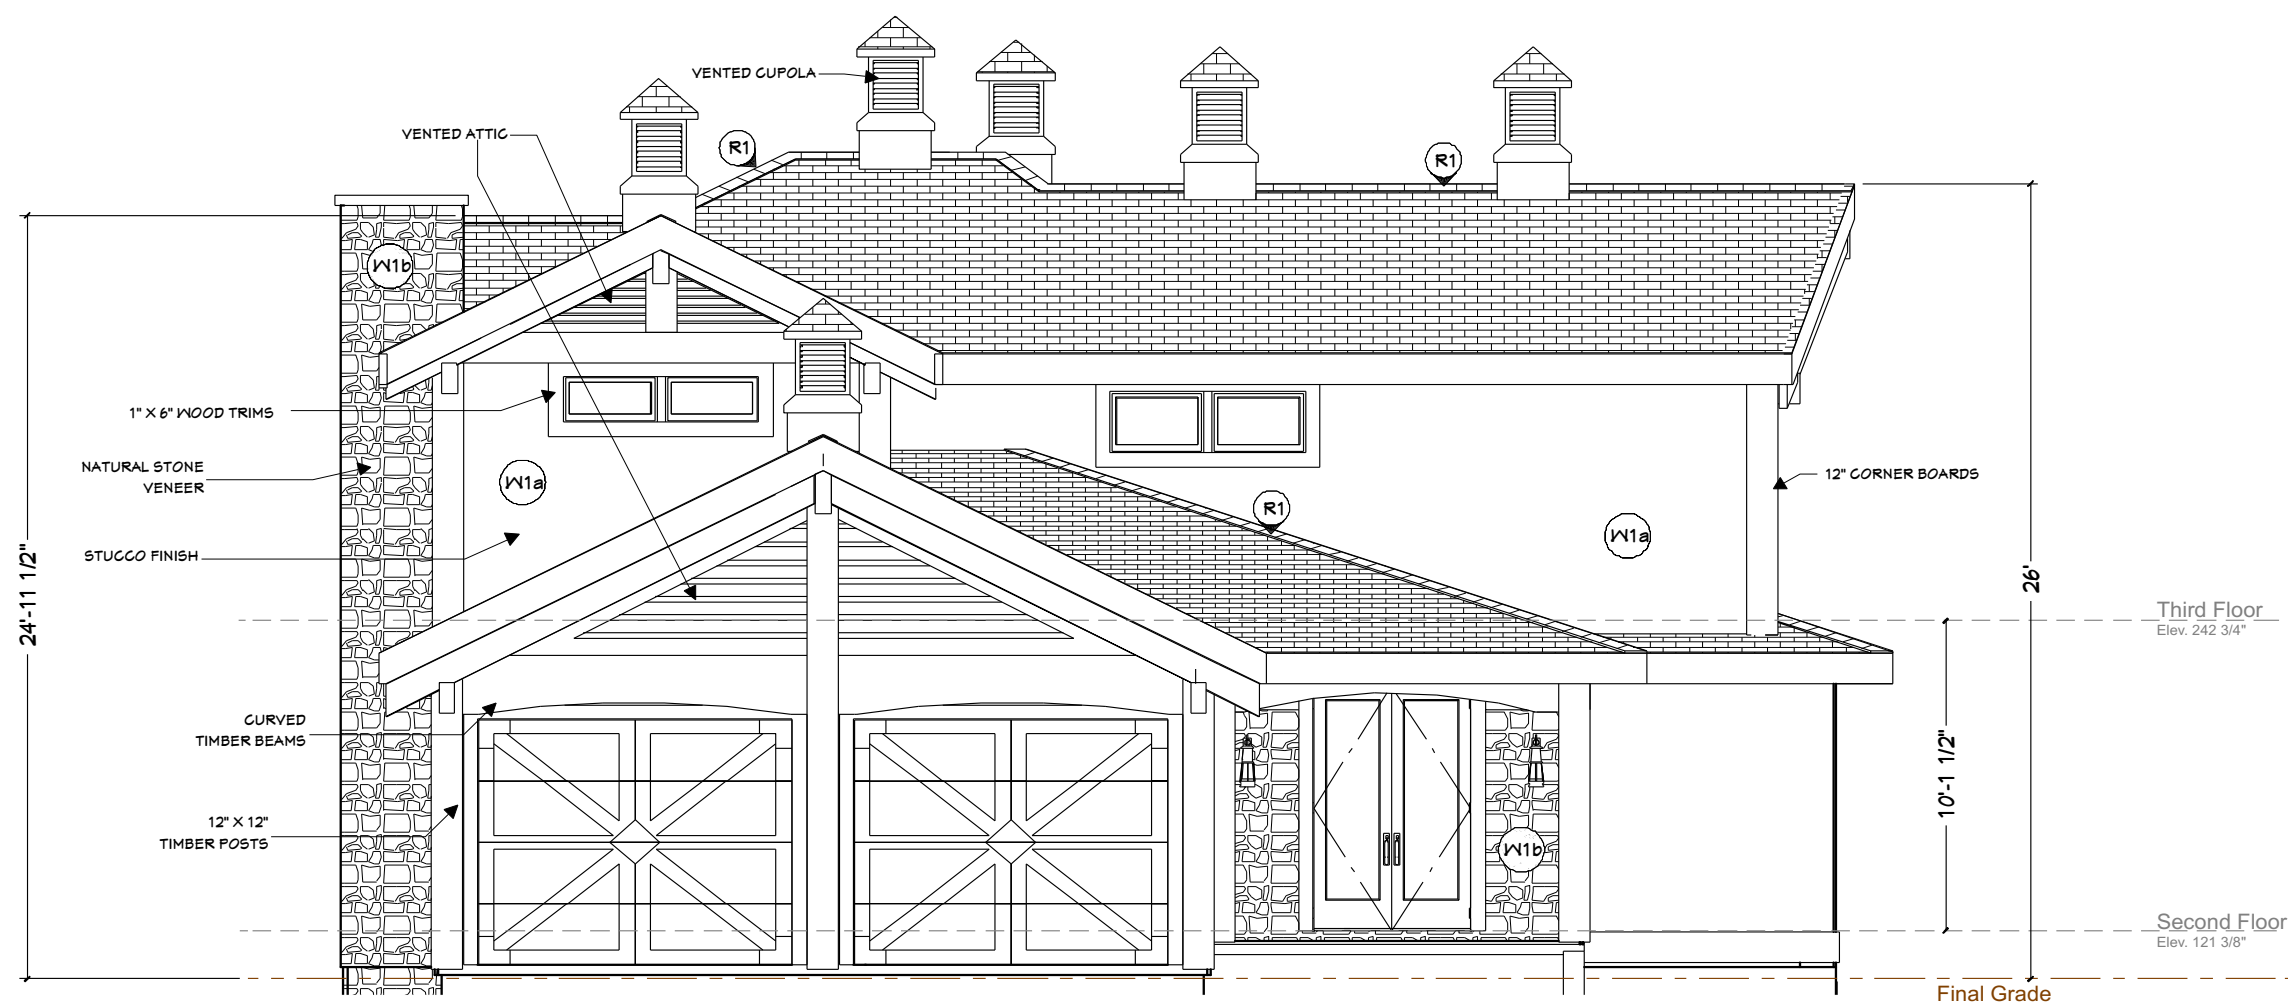 VENTED CUPOLA
VENTED ATTIC
R1
R1
W1b
1" X 6" WOOD TRIMS
NATURAL STONE
VENEER
W1a
12" CORNER BOARDS
R1
W1a
STUCCO FINISH
24'-11 1/2"
26'
Third Floor
Elev. 242 3/4"
CURVED
TIMBER BEAMS
10'-1 1/2"
12" X 12"
TIMBER POSTS
W1b
Second Floor
Elev. 121 3/8"
Final Grade